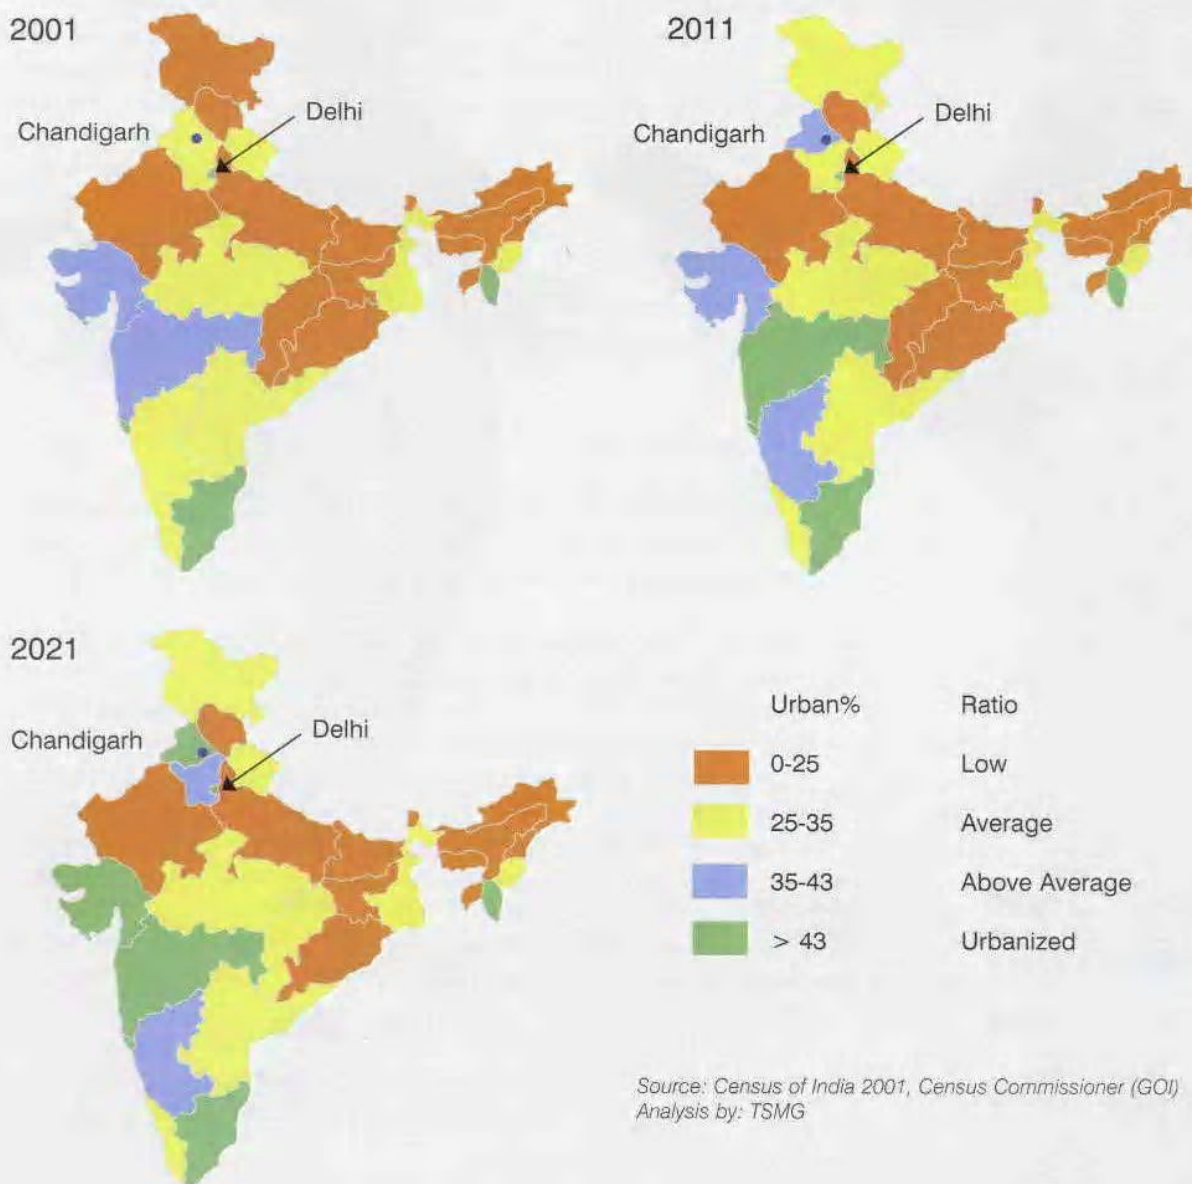 2001
Delhi
Chandigarh
2011
Delhi
Chandigarh
2021
Delhi
Chandigarh
Urban% Ratio
0-25 Low
25-35 Average
35-43 Above Average
> 43 Urbanized
Source: Census of India 2001, Census Commissioner (GOI)
Analysis by: TSMG